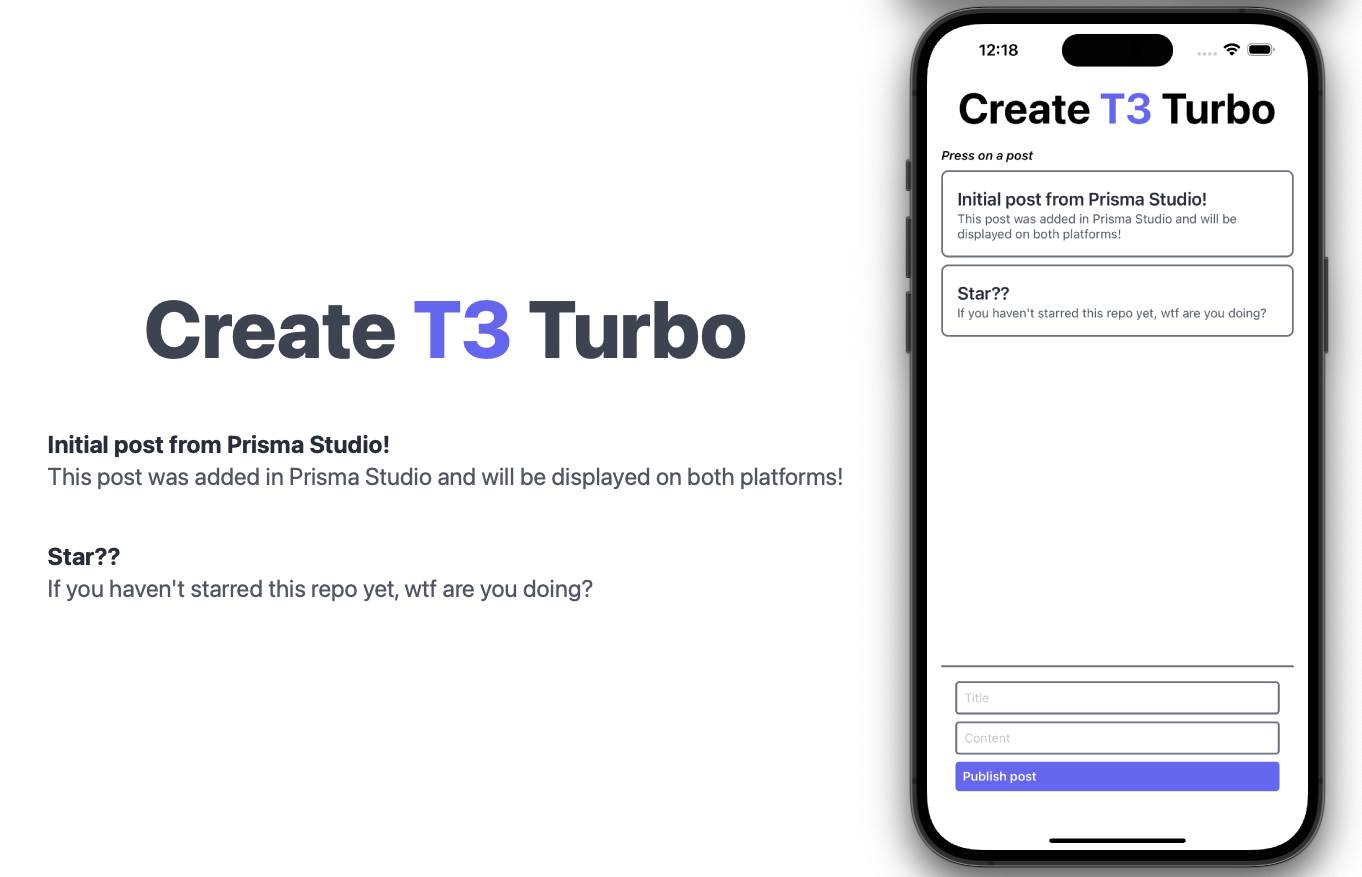 Create T3 Turbo
Initial post from Prisma Studio!
This post was added in Prisma Studio and will be displayed on both platforms!
Star??
If you haven't starred this repo yet, wtf are you doing?
12:18
Create T3 Turbo
Press on a post
Initial post from Prisma Studio!
This post was added in Prisma Studio and will be
displayed on both platforms!
Star??
If you haven't starred this repo yet, wtf are you doing?
Title
Content
Publish post